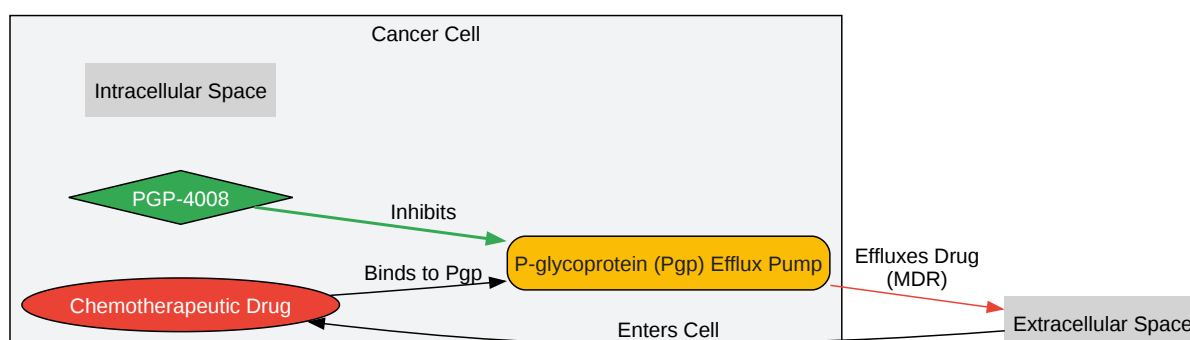 Cancer Cell
Intracellular Space
PGP-4008
Inhibits
P-glycoprotein (Pgp) Efflux Pump
Effluxes Drug
(MDR)
Binds to Pgp
Chemotherapeutic Drug
Enters Cell
Extracellular Space